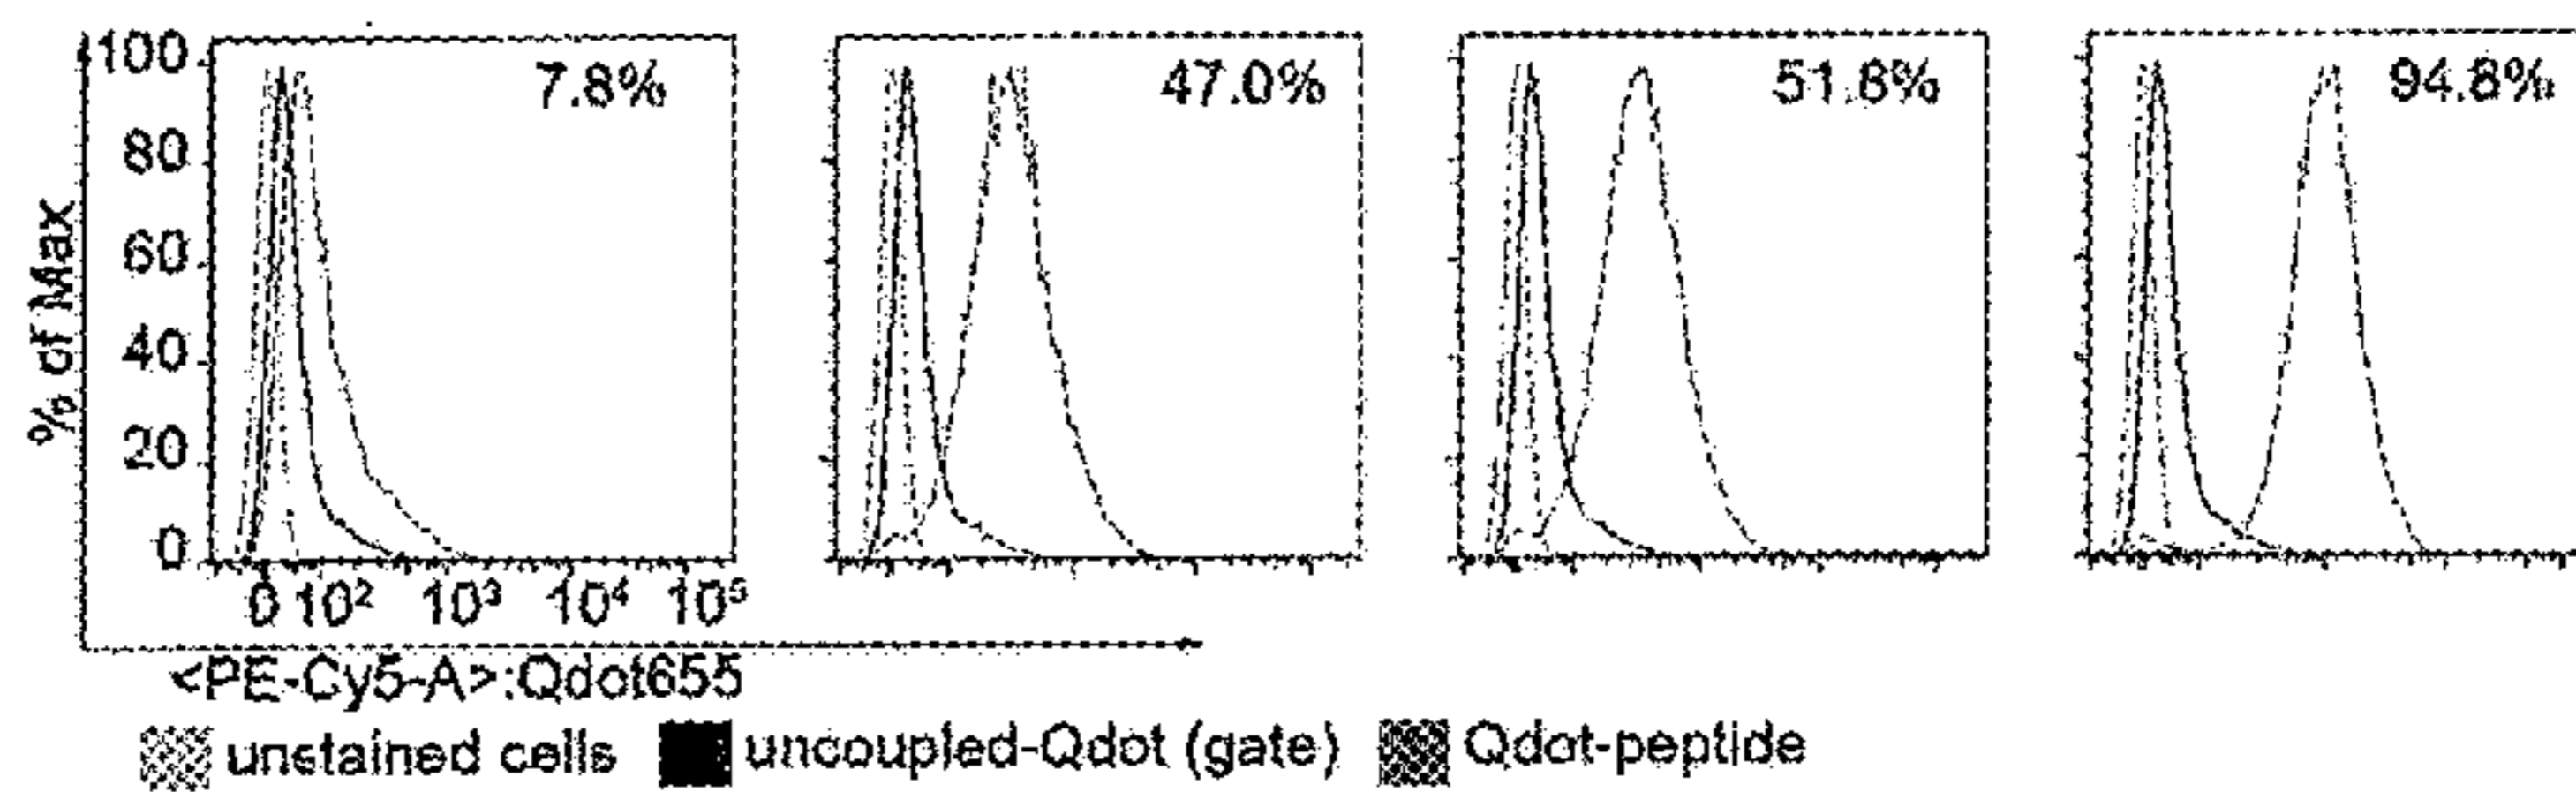 7.8% 47.0% 51.8% 94.8%
100
80
60
40
20
0
% of Max
0 10² 10³ 10⁴ 10⁵
<PE-Cy5-A>:Qdot655
unstained cells uncoupled-Qdot (gate) Qdot-peptide